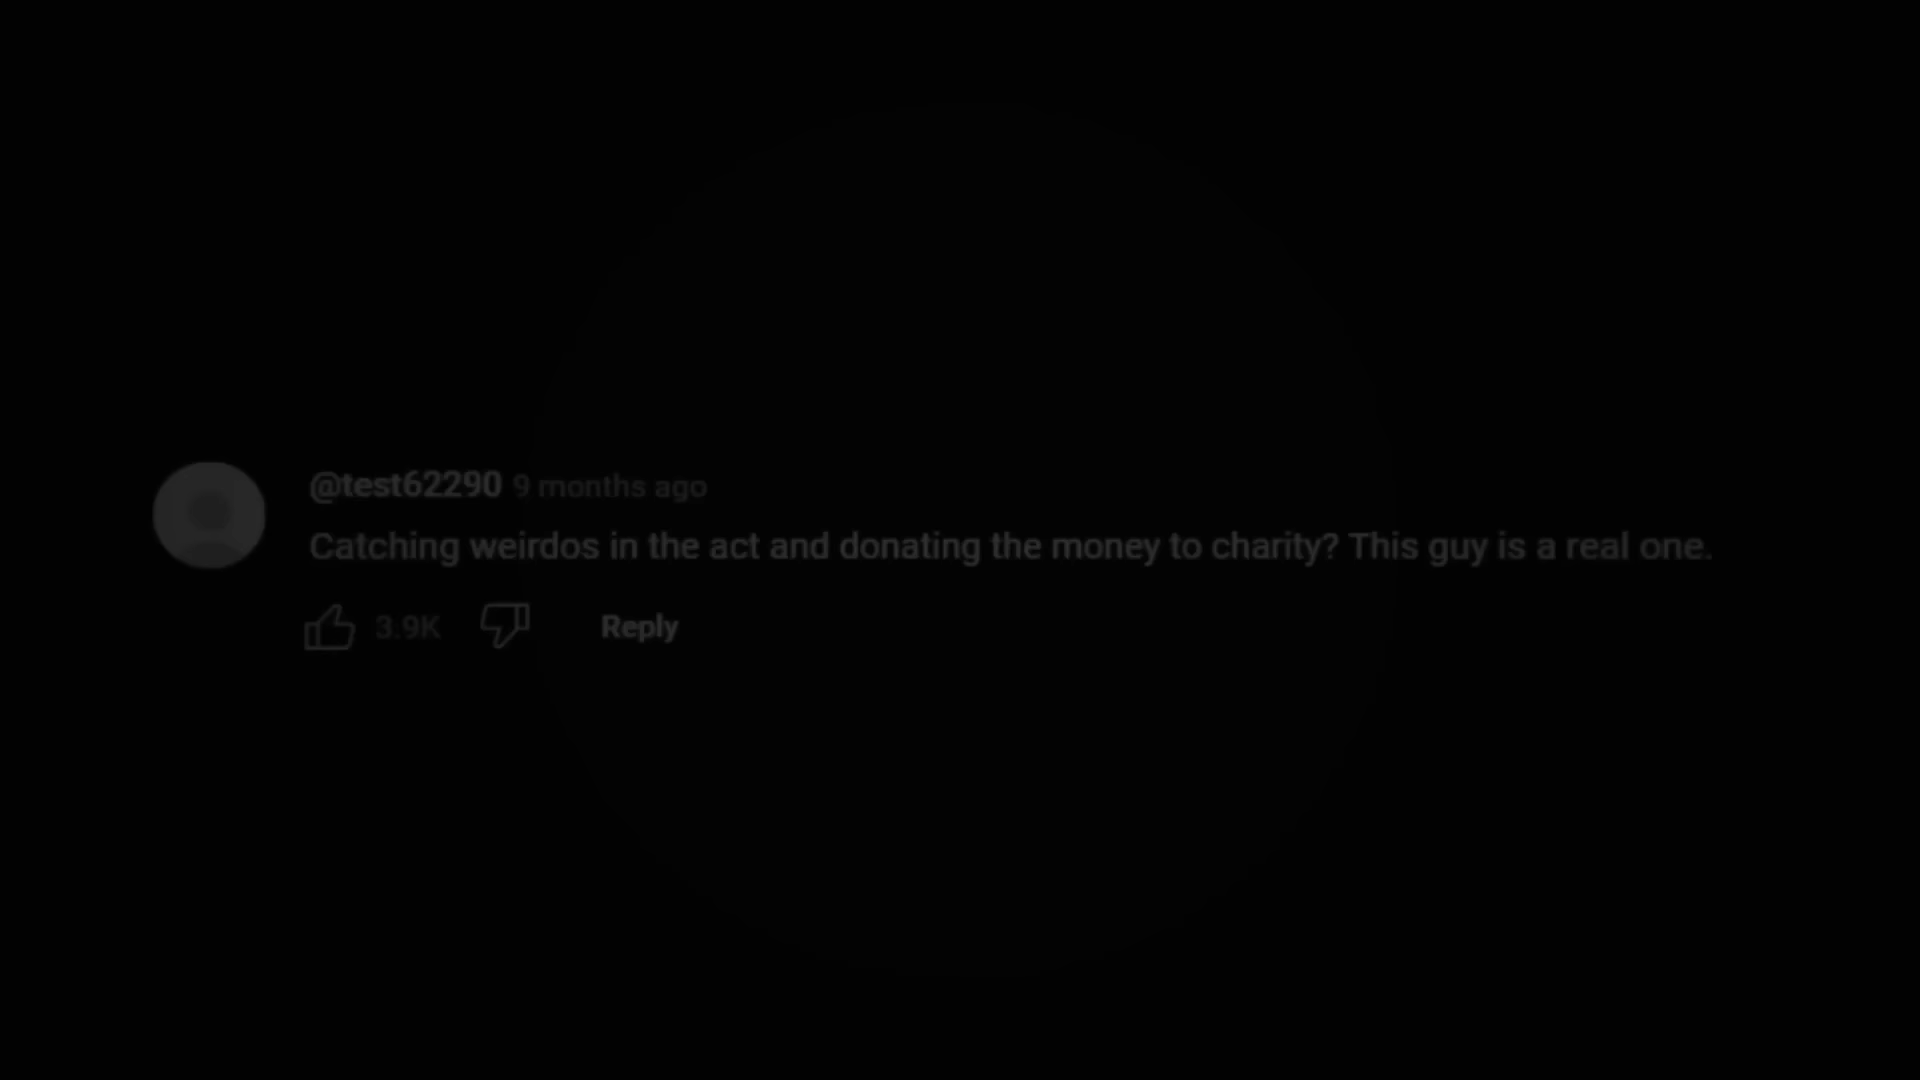 @test62290 9 months ago
Catching weirdos in the act and donating the money to charity? This guy is a real one.
3.9K Reply